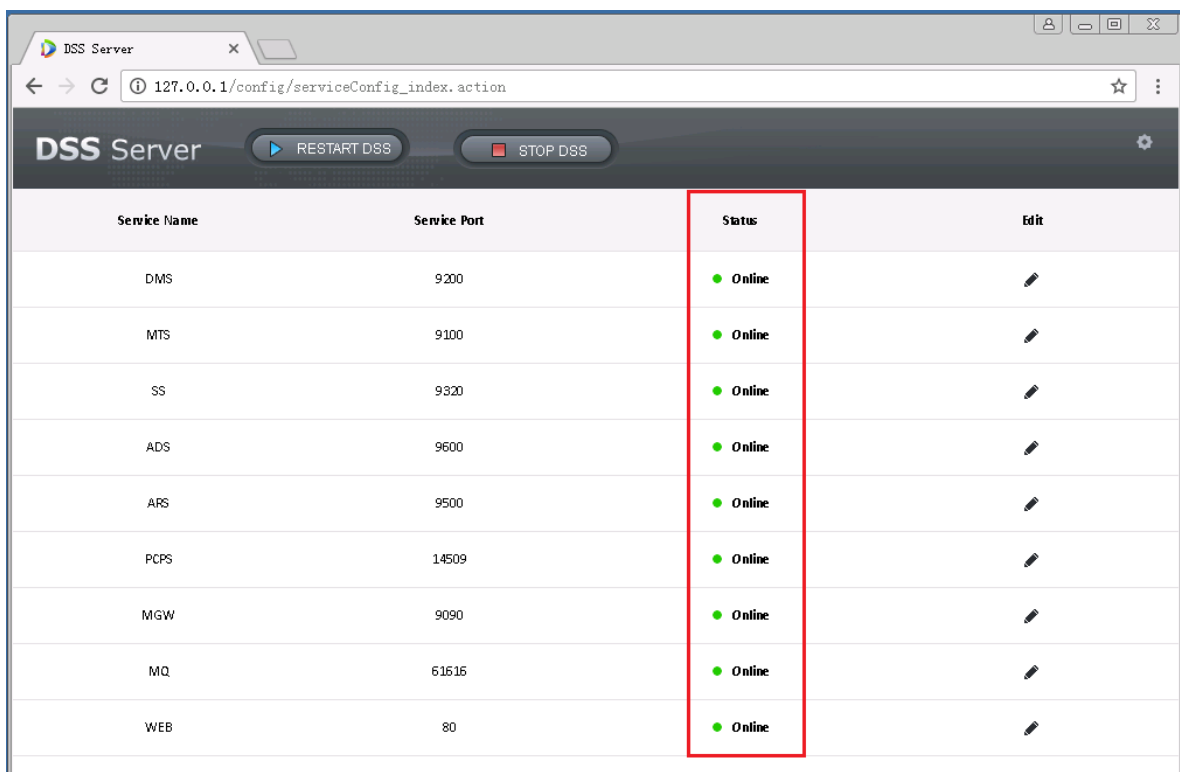 DSS Server
127.0.0.1/config/serviceConfig_index.action
DSS Server RESTART DSS STOP DSS
Service Name Service Port Status Edit
DMS 9200 Online
MTS 9100 Online
SS 9320 Online
ADS 9600 Online
ARS 9500 Online
PCPS 14509 Online
MGW 9090 Online
MQ 61616 Online
WEB 80 Online